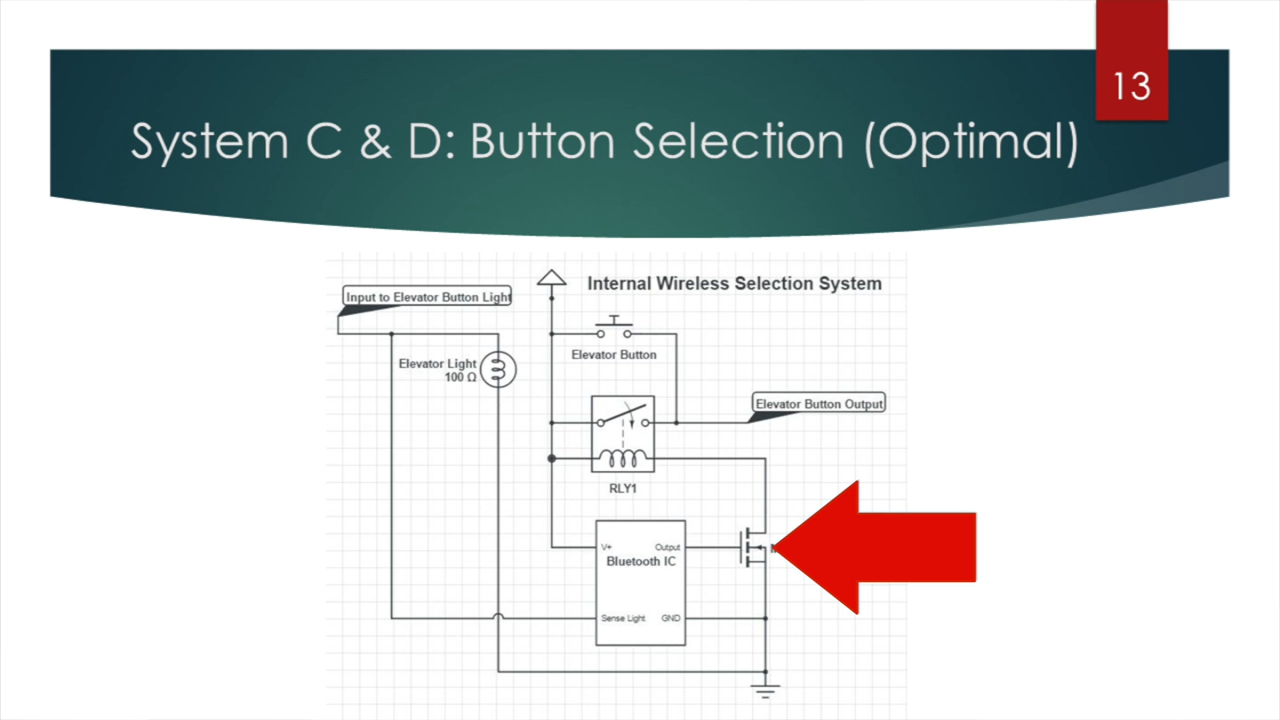 13
System C & D: Button Selection (Optimal)
Internal Wireless Selection System
Input to Elevator Button Light
Elevator Button
Elevator Light
100 Ω
Elevator Button Output
RLY1
V+
Output
Bluetooth IC
Sense Light
GND